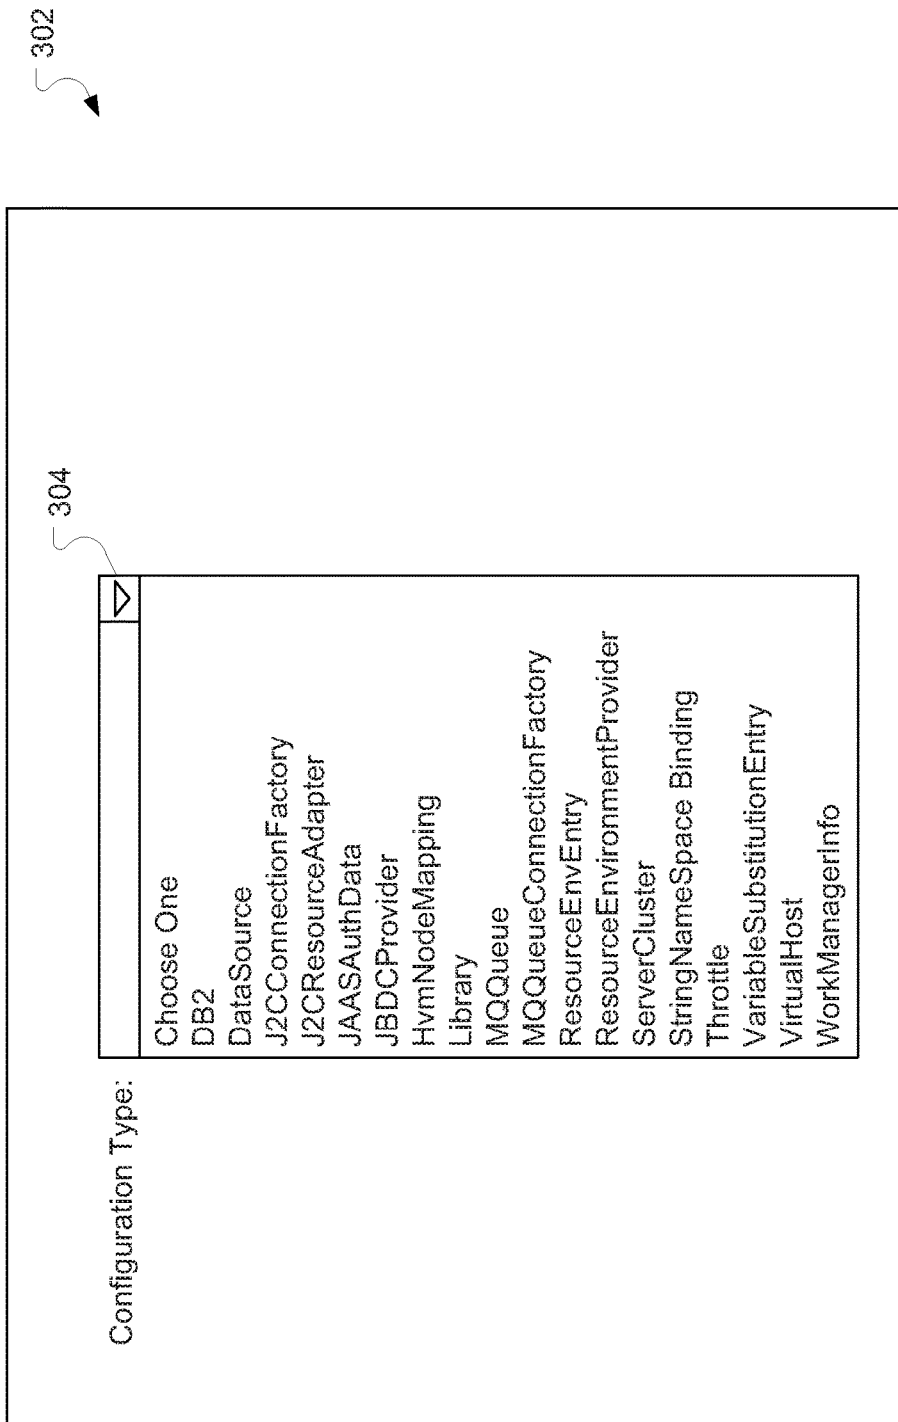 302
304
Configuration Type:
Choose One
DB2
DataSource
J2CConnectionFactory
J2CResourceAdapter
JAASAuthData
JBDCProvider
HvmNodeMapping
Library
MQQueue
MQQueueConnectionFactory
ResourceEnvEntry
ResourceEnvironmentProvider
ServerCluster
StringNameSpace Binding
Throttle
VariableSubstitutionEntry
VirtualHost
WorkManagerInfo